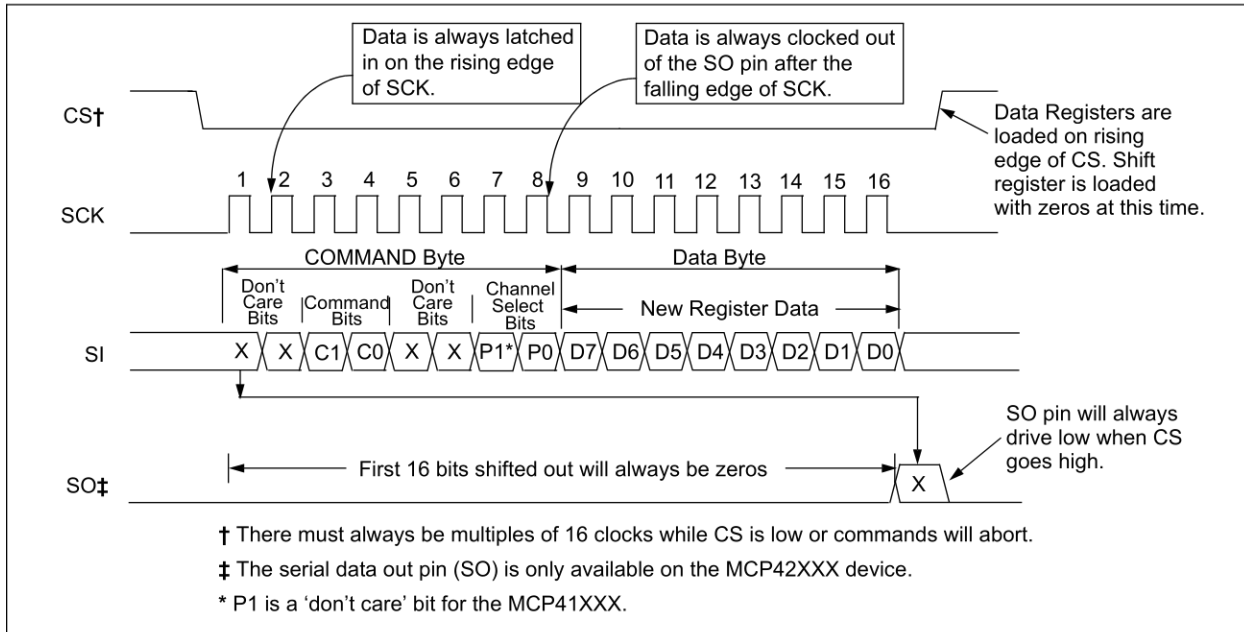 Data is always latched
in on the rising edge
of SCK.
Data is always clocked out
of the SO pin after the
falling edge of SCK.
CS†
Data Registers are
loaded on rising
edge of CS. Shift
register is loaded
with zeros at this time.
1 2 3 4 5 6 7 8 9 10 11 12 13 14 15 16
SCK
COMMAND Byte Data Byte
Don't
Care
Bits
Command
Bits
Don't
Care
Bits
Channel
Select
Bits
New Register Data
SI X X C1 C0 X X P1* P0 D7 D6 D5 D4 D3 D2 D1 D0
SO pin will always
drive low when CS
goes high.
First 16 bits shifted out will always be zeros
SO‡ X
† There must always be multiples of 16 clocks while CS is low or commands will abort.
‡ The serial data out pin (SO) is only available on the MCP42XXX device.
* P1 is a 'don't care' bit for the MCP41XXX.